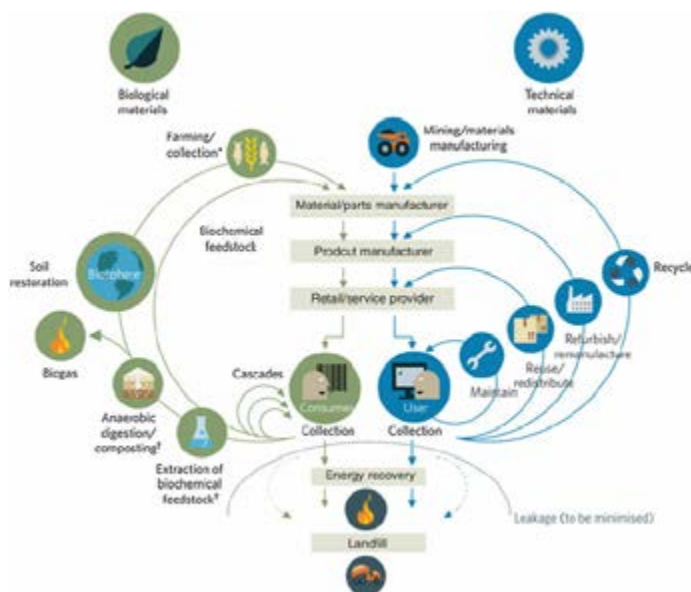 Biological
materials
Technical
materials
Farming/
collection*
Mining/materials
manufacturing
Material/parts manufacturer
Biochemical
feedstock
Prodct manufacturer
Soil
restoration
Biosphere
Recycle
Retail/service provider
Refurbish/
remanufacture
Biogas
Reuse/
redistribute
Cascades
Maintain
Consumer
User
Anaerobic
digestion/
composting†
Collection
Collection
Extraction of
biochemical
feedstock†
Energy recovery
Leakage (to be minimised)
Landfill